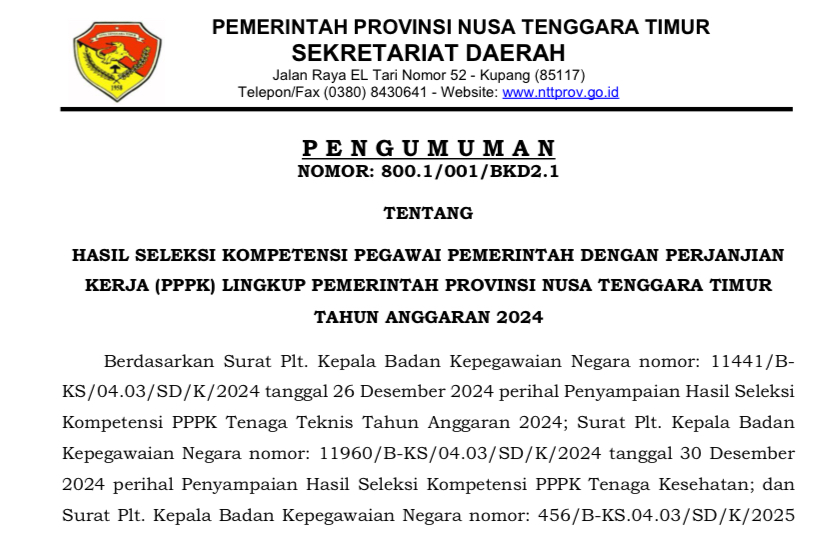 PEMERINTAH PROVINSI NUSA TENGGARA TIMUR
SEKRETARIAT DAERAH
Jalan Raya EL Tari Nomor 52 - Kupang (85117)
Telepon/Fax (0380) 8430641 - Website: www.nttprov.go.id
1958
P E N G U M U M A N
NOMOR: 800.1/001/BKD2.1
TENTANG
HASIL SELEKSI KOMPETENSI PEGAWAI PEMERINTAH DENGAN PERJANJIAN
KERJA (PPPK) LINGKUP PEMERINTAH PROVINSI NUSA TENGGARA TIMUR
TAHUN ANGGARAN 2024
Berdasarkan Surat Plt. Kepala Badan Kepegawaian Negara nomor: 11441/B-
KS/04.03/SD/K/2024 tanggal 26 Desember 2024 perihal Penyampaian Hasil Seleksi
Kompetensi PPPK Tenaga Teknis Tahun Anggaran 2024; Surat Plt. Kepala Badan
Kepegawaian Negara nomor: 11960/B-KS/04.03/SD/K/2024 tanggal 30 Desember
2024 perihal Penyampaian Hasil Seleksi Kompetensi PPPK Tenaga Kesehatan; dan
Surat Plt. Kepala Badan Kepegawaian Negara nomor: 456/B-KS.04.03/SD/K/2025